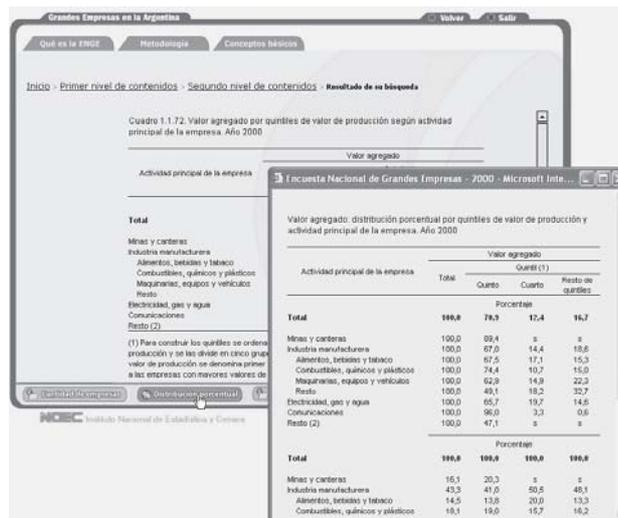 Grandes Empresas en la Argentina
Volver
Salir
Qué es la ENGE
Metodología
Conceptos básicos
Inicio > Primer nivel de contenidos > Segundo nivel de contenidos > Resultado de su búsqueda
Cuadro 1.1.72. Valor agregado por quintiles de valor de producción según actividad
principal de la empresa. Año 2000
Valor agregado
Actividad principal de la empresa
Total
Minas y canteras
Industria manufacturera
Alimentos, bebidas y tabaco
Combustibles, químicos y plásticos
Maquinarias, equipos y vehículos
Resto
Electricidad, gas y agua
Comunicaciones
Resto (2)
(1) Para construir los quintiles se ordena
producción y se las divide en cinco grup
valor de producción se denomina primer
a las empresas con mayores valores de
Cantidad de empresas
Distribución porcentual
INDEC Instituto Nacional de Estadística y Censos
Encuesta Nacional de Grandes Empresas - 2000 - Microsoft Inte...
Valor agregado: distribución porcentual por quintiles de valor de producción y
actividad principal de la empresa. Año 2000
Valor agregado
Actividad principal de la empresa
Total
Quintil (1)
Quinto Cuarto Resto de
quintiles
Porcentaje
Total 100,0 70,9 12,4 16,7
Minas y canteras 100,0 89,4 s s
Industria manufacturera 100,0 67,0 14,4 18,6
Alimentos, bebidas y tabaco 100,0 67,5 17,1 15,3
Combustibles, químicos y plásticos 100,0 74,4 10,7 15,0
Maquinarias, equipos y vehículos 100,0 62,9 14,9 22,3
Resto 100,0 49,1 18,2 32,7
Electricidad, gas y agua 100,0 65,7 19,7 14,6
Comunicaciones 100,0 96,0 3,3 0,6
Resto (2) 100,0 47,1 s s
Porcentaje
Total 100,0 100,0 100,0 100,0
Minas y canteras 16,1 20,3 s s
Industria manufacturera 43,3 41,0 50,5 48,1
Alimentos, bebidas y tabaco 14,5 13,8 20,0 13,3
Combustibles, químicos y plásticos 18,1 19,0 15,7 16,2